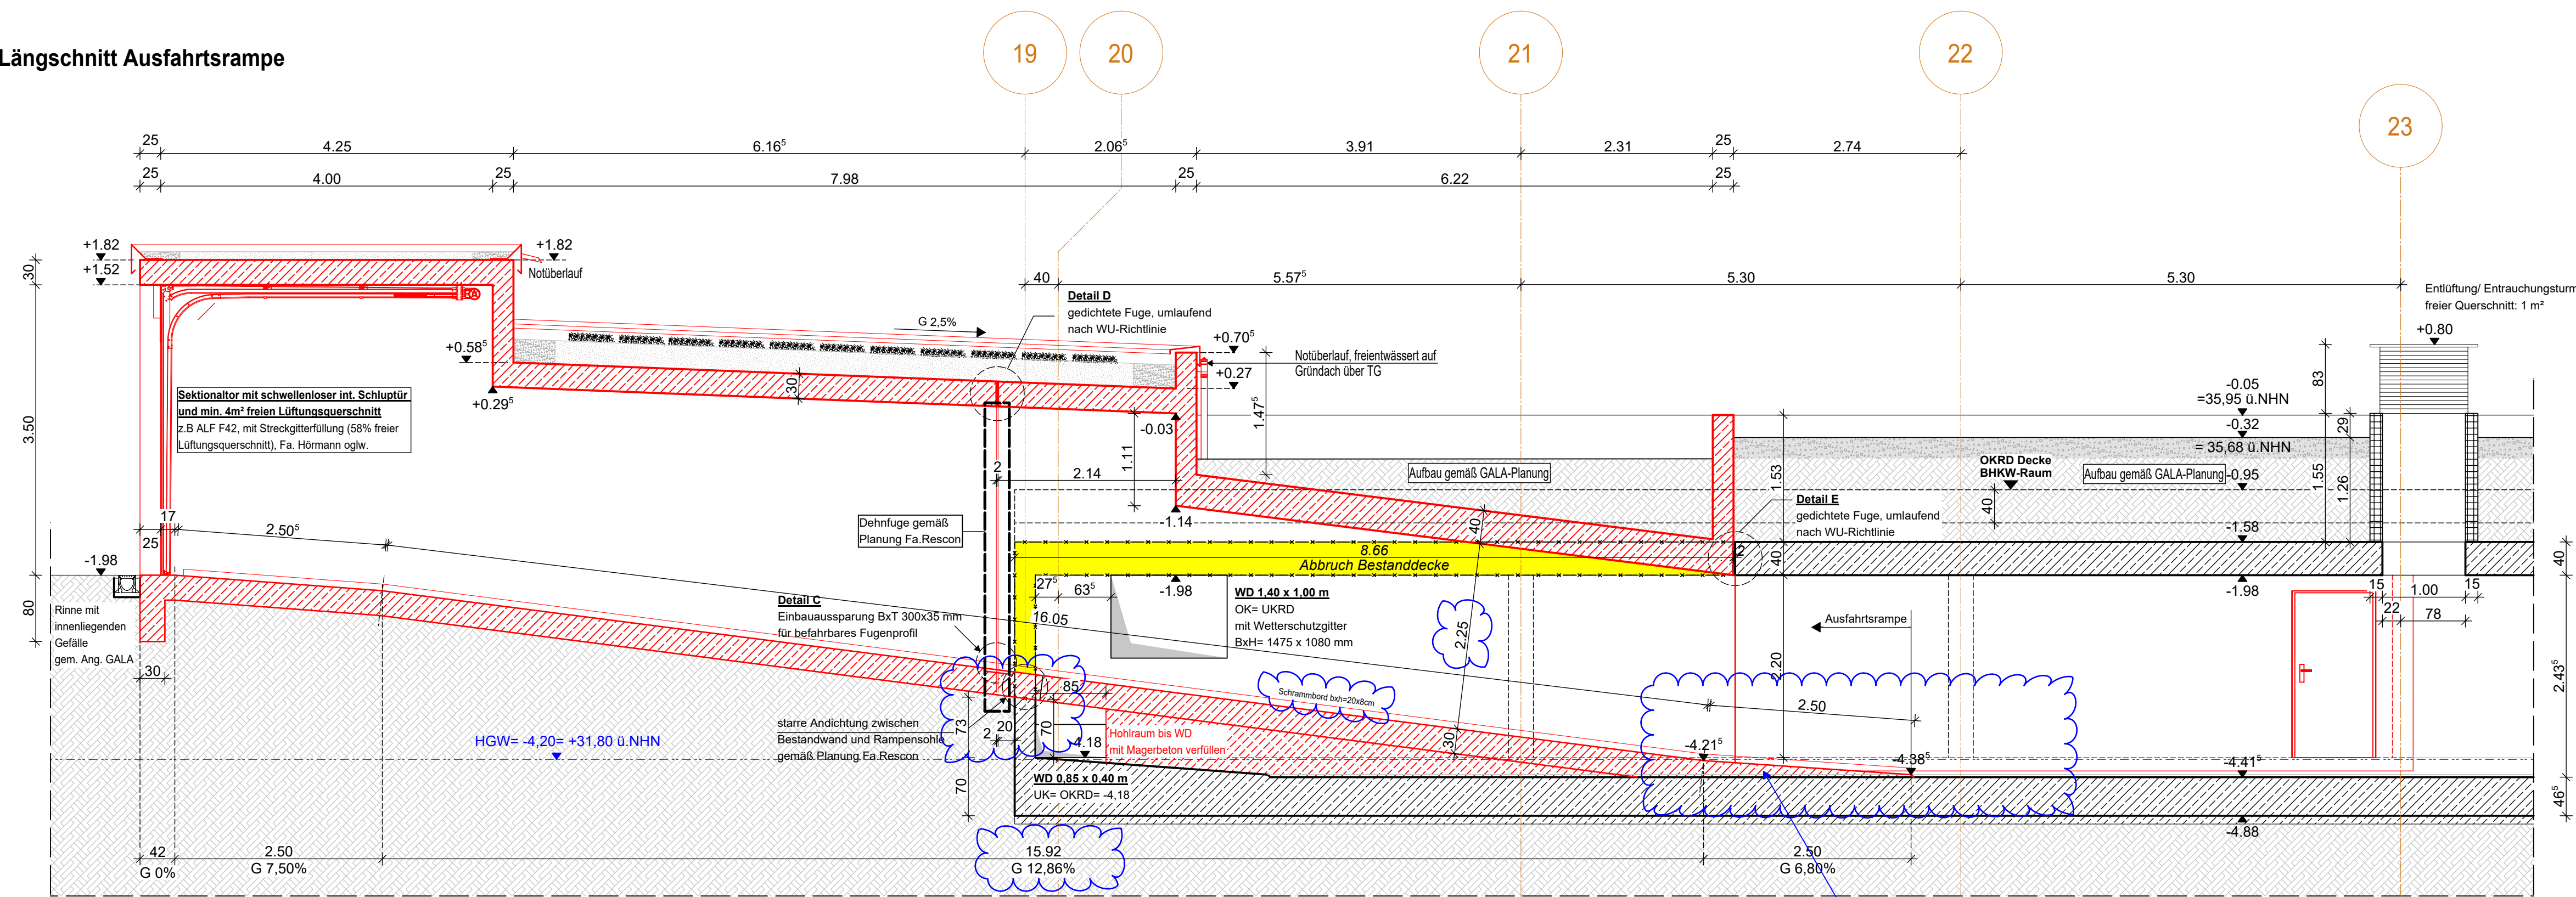 Längschnitt Ausfahrtsrampe
19
20
21
22
23
25
4.25
6.16⁵
2.06⁵
3.91
2.31
25
2.74
25
4.00
25
7.98
25
6.22
25
40
5.57⁵
5.30
5.30
+1.82
+1.52
+1.82
Notüberlauf
30
3.50
80
G 2,5%
Detail D
gedichtete Fuge, umlaufend
nach WU-Richtlinie
+0.58⁵
+0.29⁵
30
+0.70⁵
+0.27
Notüberlauf, freientwässert auf
Gründach über TG
-0.03
1.11
1.47⁵
2
2.14
-1.14
Sektionaltor mit schwellenloser int. Schluptür
und min. 4m² freien Lüftungsquerschnitt
z.B ALF F42, mit Streckgitterfüllung (58% freier
Lüftungsquerschnitt), Fa. Hörmann oglw.
Entlüftung/ Entrauchungsturm
freier Querschnitt: 1 m²
+0.80
83
-0.05
=35,95 ü.NHN
-0.32
= 35,68 ü.NHN
29
1.55
1.26
OKRD Decke
BHKW-Raum
Aufbau gemäß GALA-Planung
Aufbau gemäß GALA-Planung
-0.95
40
1.53
Detail E
gedichtete Fuge, umlaufend
nach WU-Richtlinie
-1.58
40
40
2
40
-1.98
Dehnfuge gemäß
Planung Fa.Rescon
8.66
Abbruch Bestanddecke
17
25
2.50⁵
-1.98
Rinne mit
innenliegenden
Gefälle
gem. Ang. GALA
30
27⁵
63⁵
-1.98
WD 1,40 x 1,00 m
OK= UKRD
mit Wetterschutzgitter
BxH= 1475 x 1080 mm
Detail C
Einbauaussparung BxT 300x35 mm
für befahrbares Fugenprofil
16.05
2.25
2.20
Ausfahrtsrampe
15
1.00
15
22
78
2.43⁵
Schrammbord bxh=20x8cm
85
2.50
starre Andichtung zwischen
Bestandwand und Rampensohle
gemäß Planung Fa.Rescon
73
20
2
70
70
Hohlraum bis WD
mit Magerbeton verfüllen
30
4.18
HGW= -4,20= +31,80 ü.NHN
WD 0,85 x 0,40 m
UK= OKRD= -4,18
-4.21⁵
-4.38⁵
-4.41⁵
46⁵
-4.88
42
G 0%
2.50
G 7,50%
15.92
G 12,86%
2.50
G 6,80%